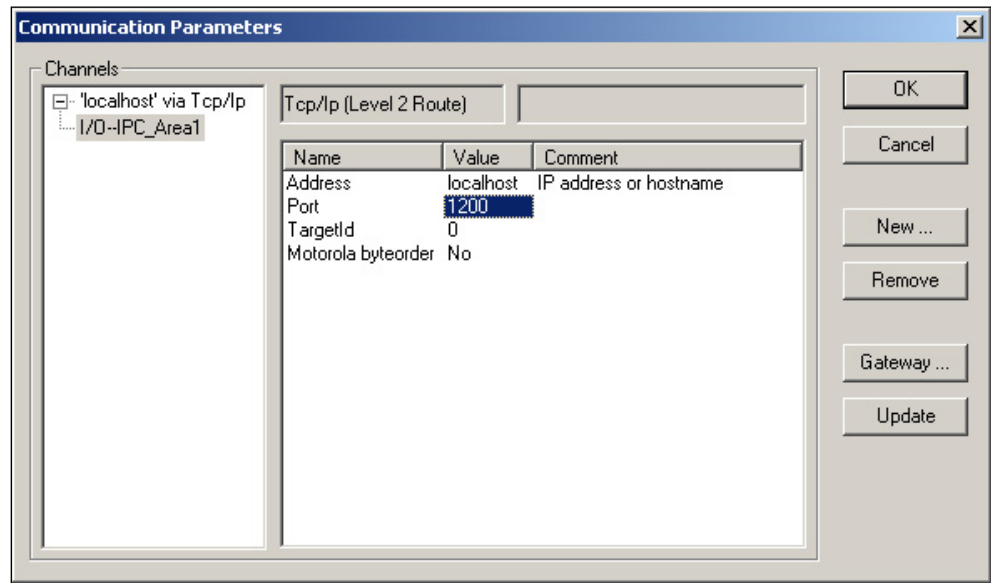 Communication Parameters
Channels
'localhost' via Tcp/Ip
I/O--IPC_Area1
Tcp/Ip (Level 2 Route)
Name Value Comment
Address localhost IP address or hostname
Port 1200
TargetId 0
Motorola byteorder No
OK
Cancel
New ...
Remove
Gateway ...
Update